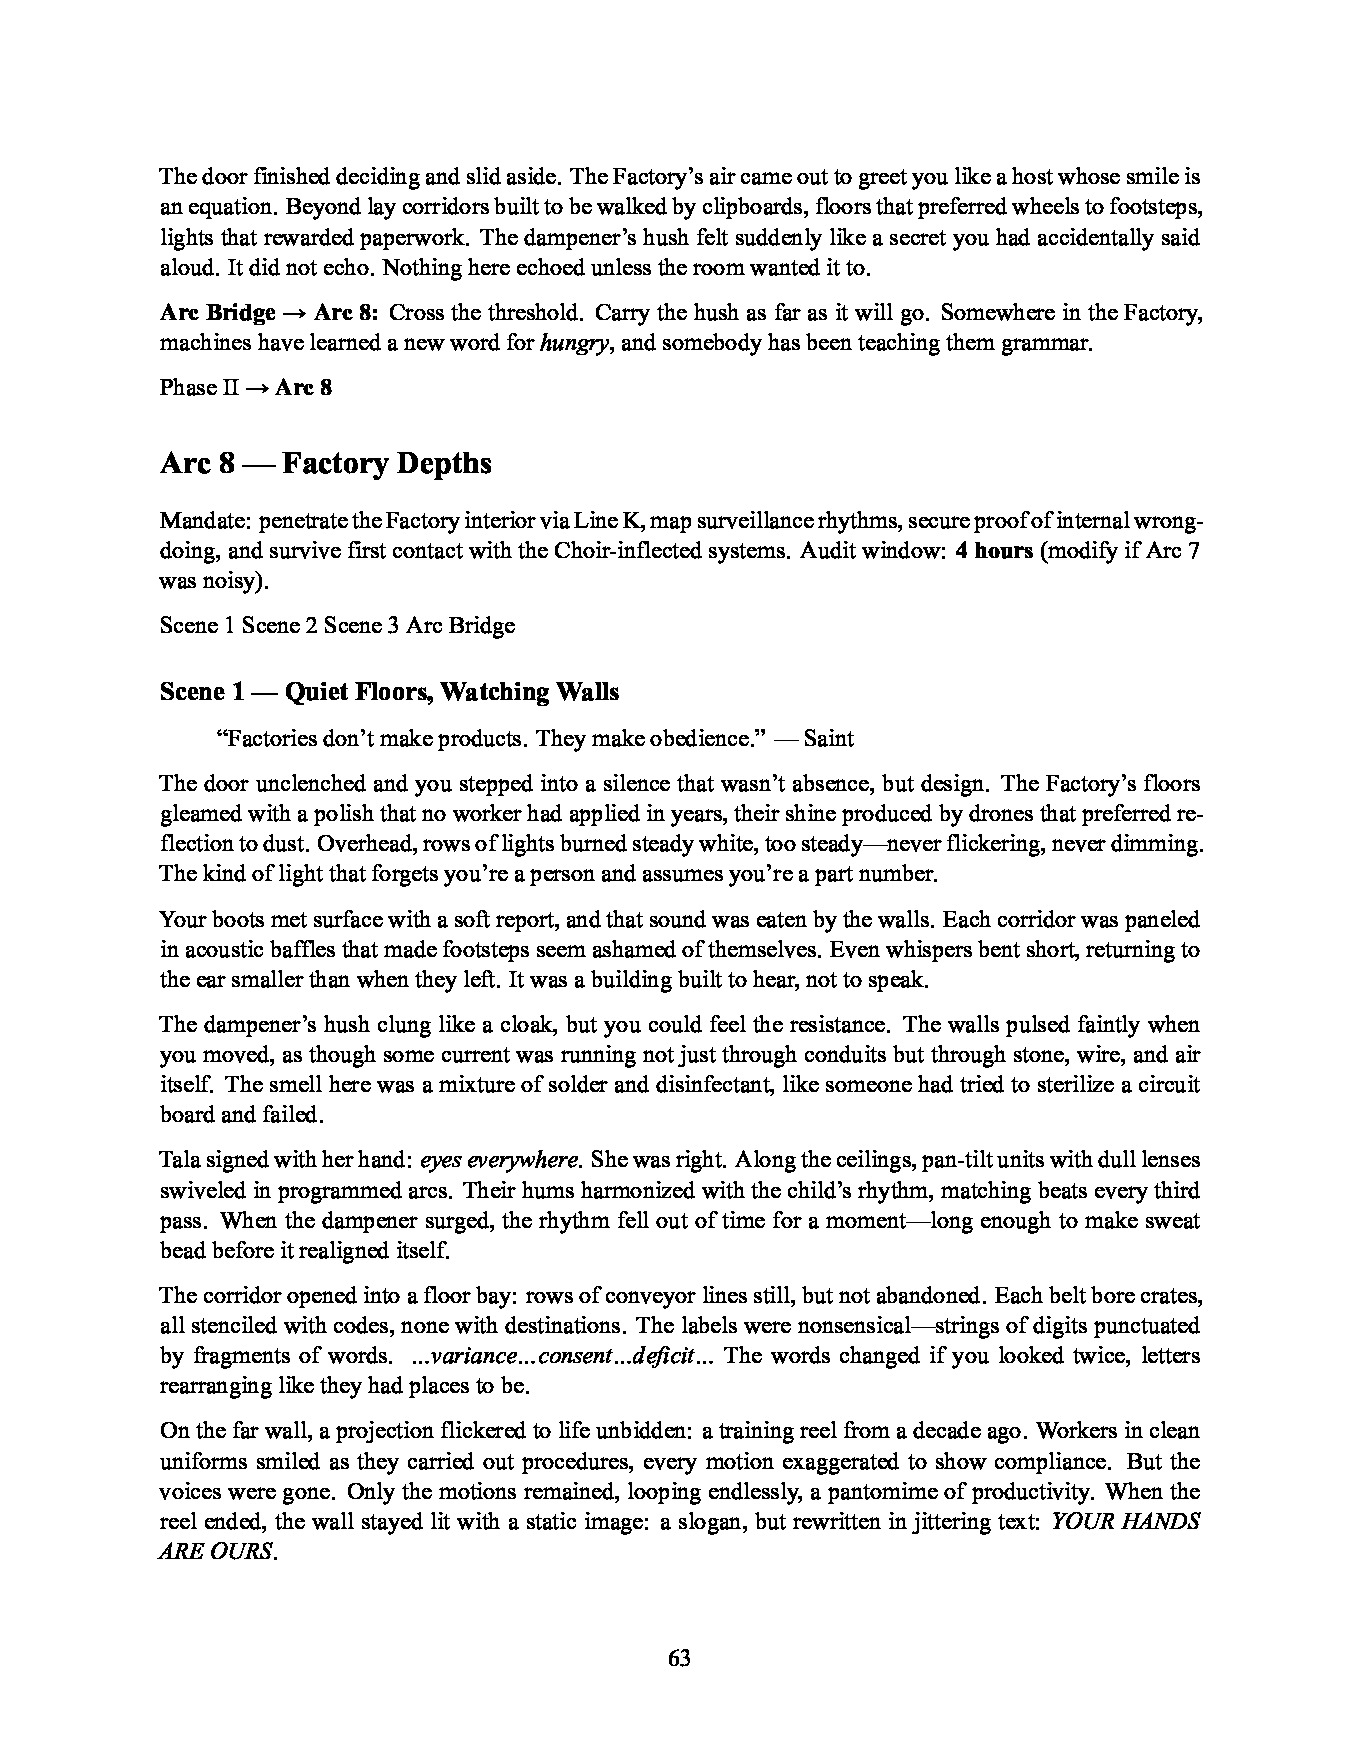 The door finished deciding and slid aside. The Factory’s air came out to greet you like a host whose smile is
an equation. Beyond lay corridors built to be walked by clipboards, floors that preferred wheels to footsteps,
lights that rewarded paperwork. The dampener’s hush felt suddenly like a secret you had accidentally said
aloud. It did not echo. Nothing here echoed unless the room wanted it to.
Arc Bridge → Arc 8: Cross the threshold. Carry the hush as far as it will go. Somewhere in the Factory,
machines have learned a new word for hungry, and somebody has been teaching them grammar.
Phase II → Arc 8
Arc 8 — Factory Depths
Mandate: penetrate the Factory interior via Line K, map surveillance rhythms, secure proof of internal wrong-
doing, and survive first contact with the Choir-inflected systems. Audit window: 4 hours (modify if Arc 7
was noisy).
Scene 1 Scene 2 Scene 3 Arc Bridge
Scene 1 — Quiet Floors, Watching Walls
“Factories don’t make products. They make obedience.” — Saint
The door unclenched and you stepped into a silence that wasn’t absence, but design. The Factory’s floors
gleamed with a polish that no worker had applied in years, their shine produced by drones that preferred re-
flection to dust. Overhead, rows of lights burned steady white, too steady—never flickering, never dimming.
The kind of light that forgets you’re a person and assumes you’re a part number.
Your boots met surface with a soft report, and that sound was eaten by the walls. Each corridor was paneled
in acoustic baffles that made footsteps seem ashamed of themselves. Even whispers bent short, returning to
the ear smaller than when they left. It was a building built to hear, not to speak.
The dampener’s hush clung like a cloak, but you could feel the resistance. The walls pulsed faintly when
you moved, as though some current was running not just through conduits but through stone, wire, and air
itself. The smell here was a mixture of solder and disinfectant, like someone had tried to sterilize a circuit
board and failed.
Tala signed with her hand: eyes everywhere. She was right. Along the ceilings, pan-tilt units with dull lenses
swiveled in programmed arcs. Their hums harmonized with the child’s rhythm, matching beats every third
pass. When the dampener surged, the rhythm fell out of time for a moment—long enough to make sweat
bead before it realigned itself.
The corridor opened into a floor bay: rows of conveyor lines still, but not abandoned. Each belt bore crates,
all stenciled with codes, none with destinations. The labels were nonsensical—strings of digits punctuated
by fragments of words. ...variance...consent...deficit... The words changed if you looked twice, letters
rearranging like they had places to be.
On the far wall, a projection flickered to life unbidden: a training reel from a decade ago. Workers in clean
uniforms smiled as they carried out procedures, every motion exaggerated to show compliance. But the
voices were gone. Only the motions remained, looping endlessly, a pantomime of productivity. When the
reel ended, the wall stayed lit with a static image: a slogan, but rewritten in jittering text: YOUR HANDS
ARE OURS.
63